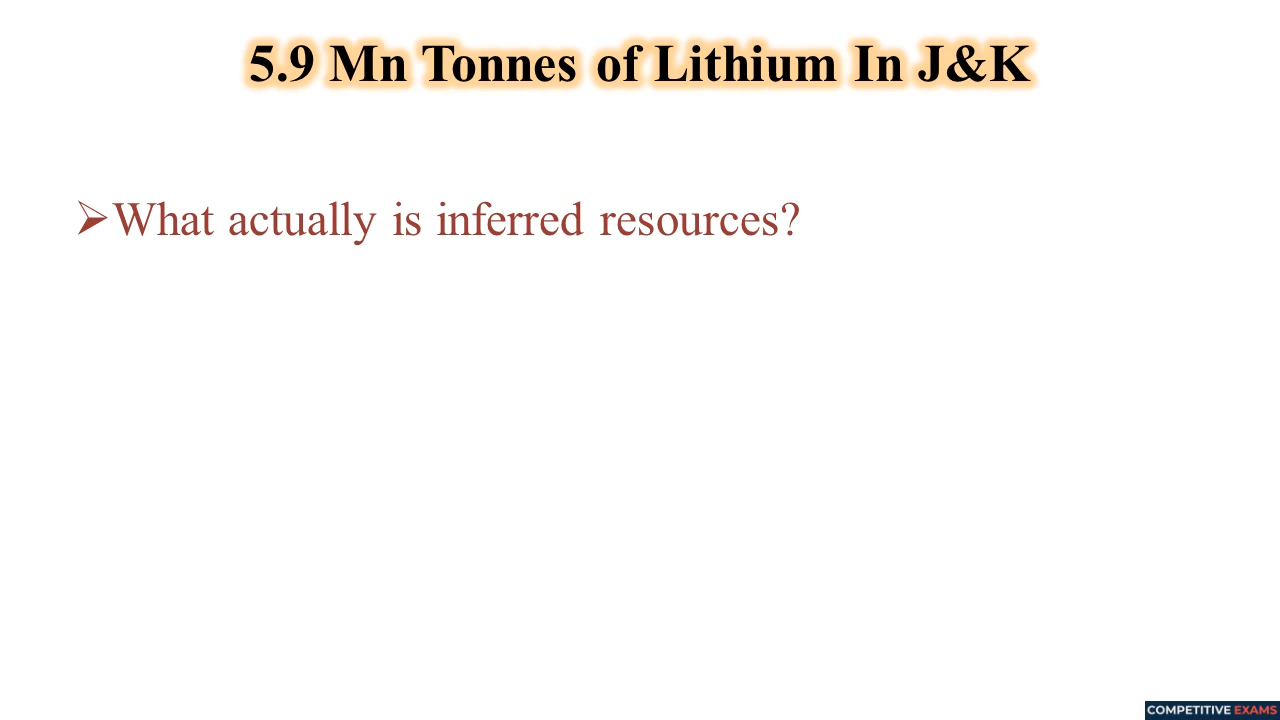 5.9 Mn Tonnes of Lithium In J&K
➢What actually is inferred resources?
COMPETITIVE EXAMS